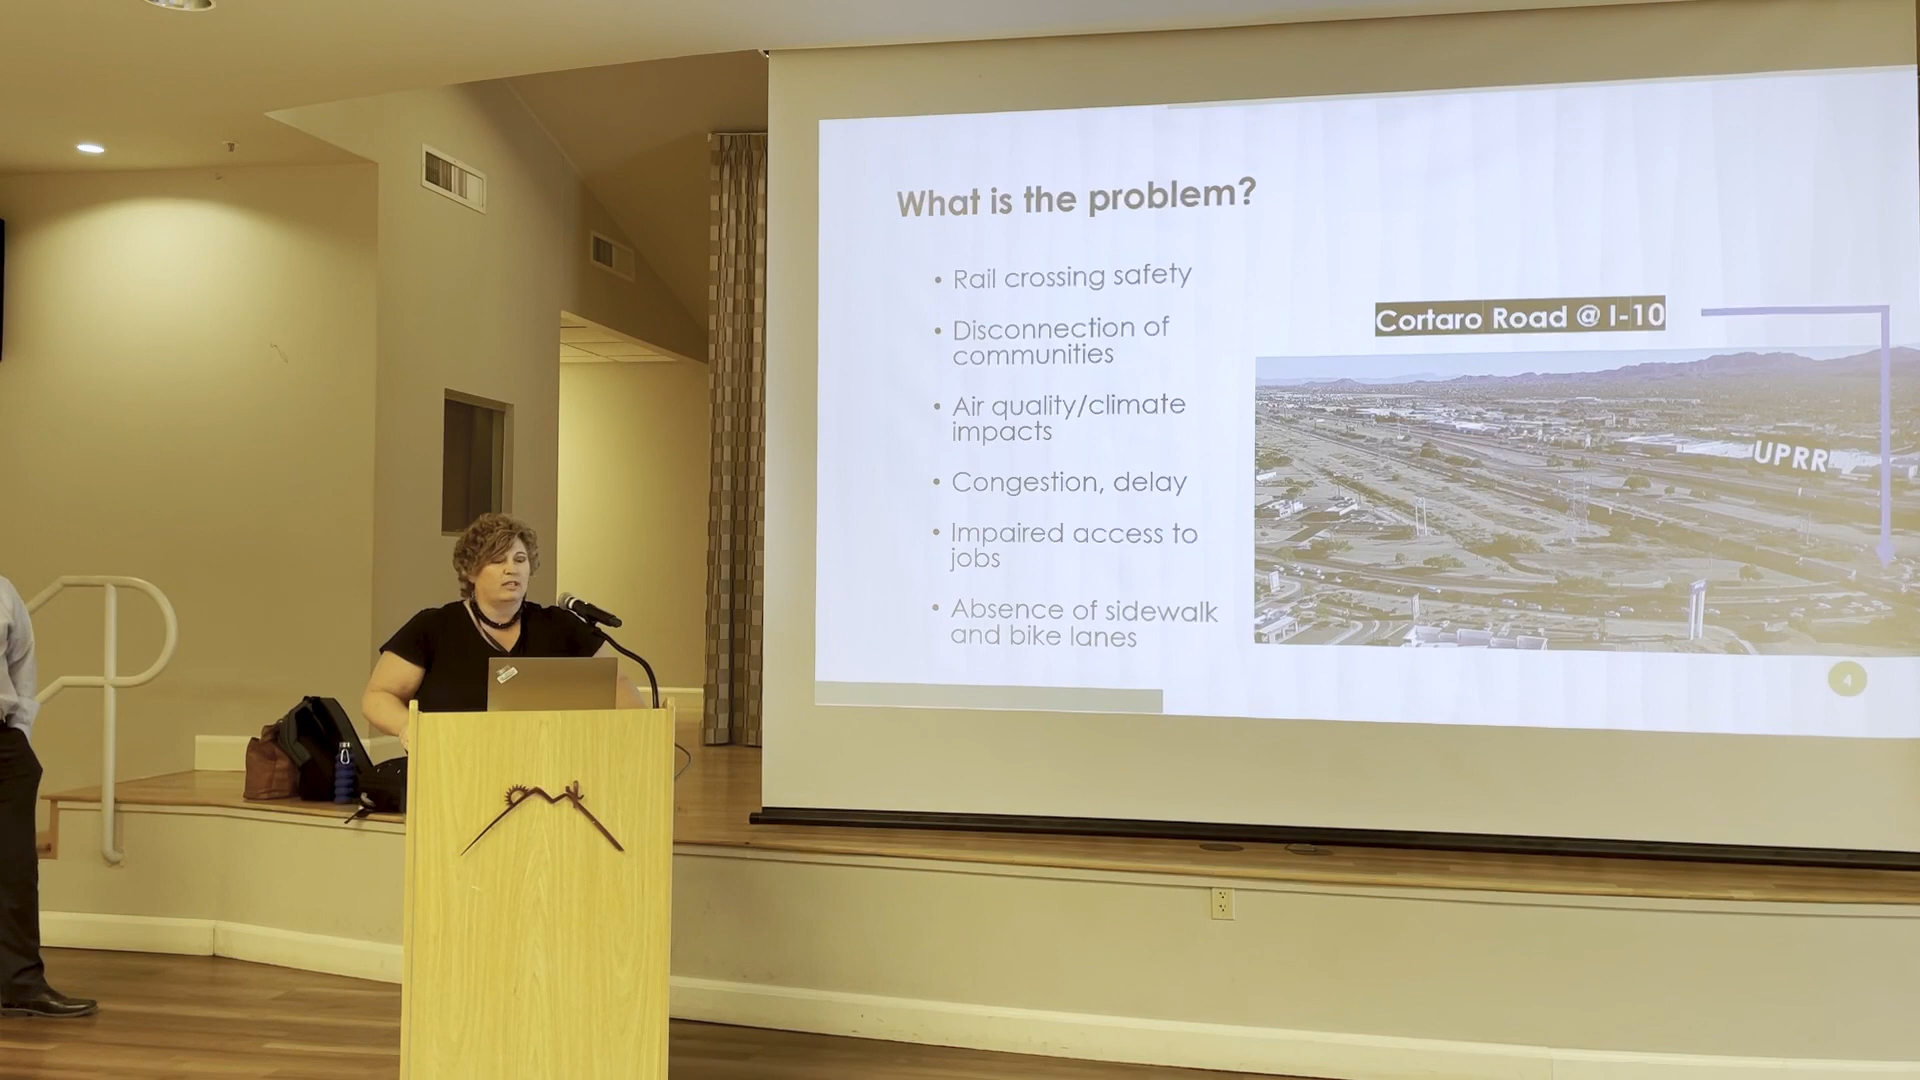 What is the problem?
• Rail crossing safety
• Disconnection of
communities
• Air quality/climate
impacts
• Congestion, delay
• Impaired access to
jobs
• Absence of sidewalk
and bike lanes
Cortaro Road @ I-10
UPRR
4